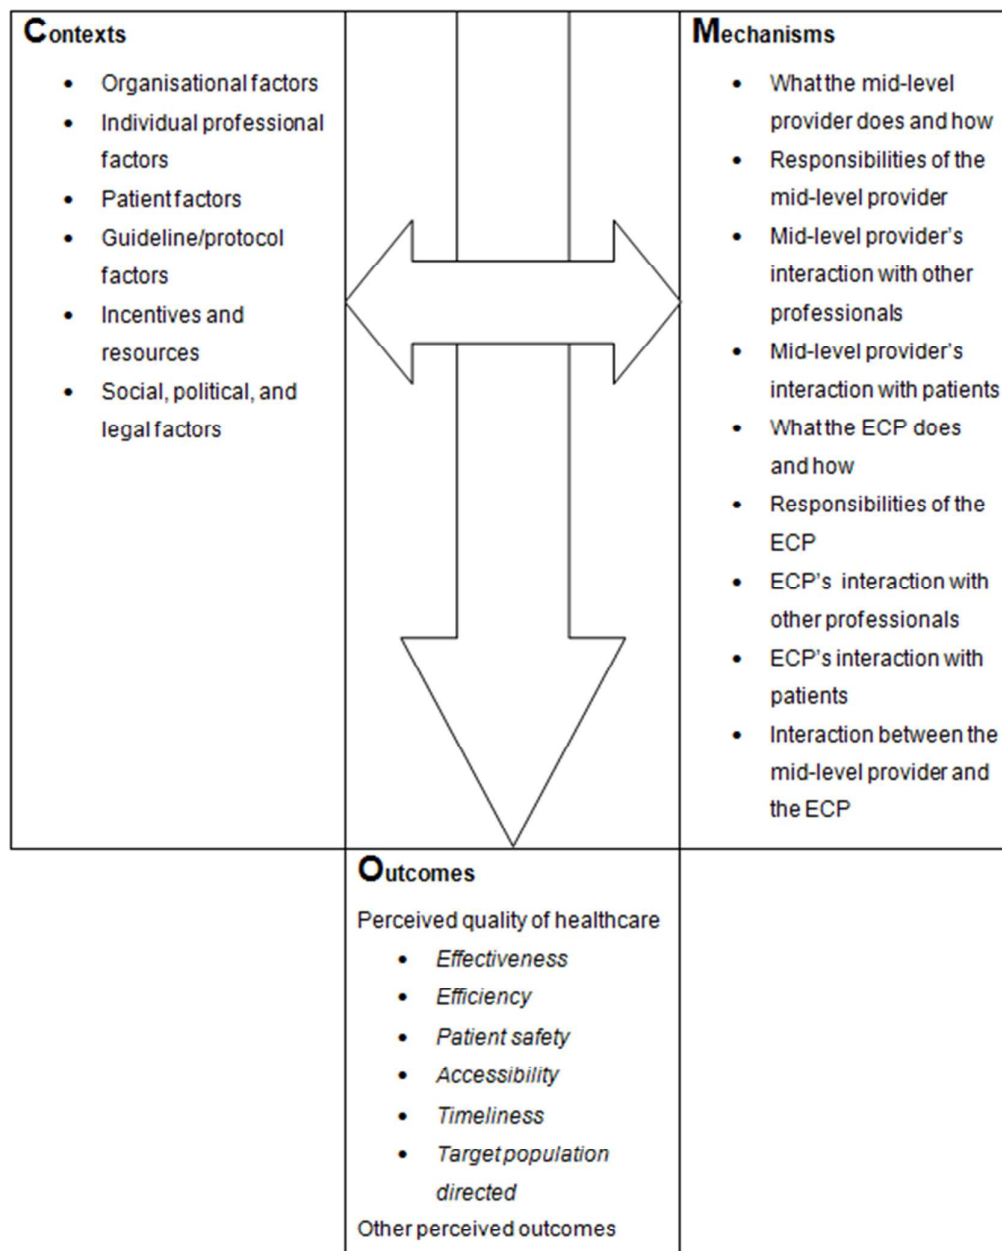 Contexts
• Organisational factors
• Individual professional
factors
• Patient factors
• Guideline/protocol
factors
• Incentives and
resources
• Social, political, and
legal factors
Mechanisms
• What the mid-level
provider does and how
• Responsibilities of the
mid-level provider
• Mid-level provider's
interaction with other
professionals
• Mid-level provider's
interaction with patients
• What the ECP does
and how
• Responsibilities of the
ECP
• ECP's interaction with
other professionals
• ECP's interaction with
patients
• Interaction between the
mid-level provider and
the ECP
Outcomes
Perceived quality of healthcare
• Effectiveness
• Efficiency
• Patient safety
• Accessibility
• Timeliness
• Target population
directed
Other perceived outcomes